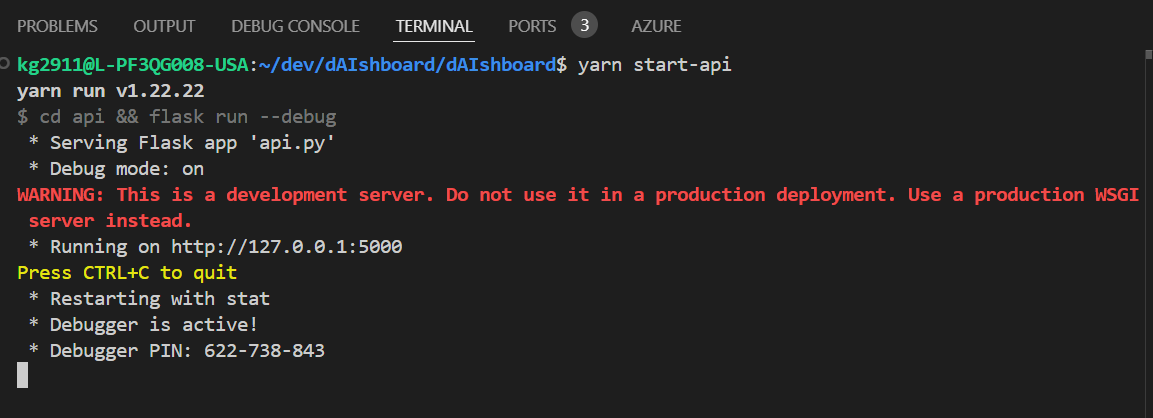 PROBLEMS OUTPUT DEBUG CONSOLE TERMINAL PORTS 3 AZURE
kg2911@L-PF3QG008-USA:~/dev/dAIshboard/dAIshboard$ yarn start-api
yarn run v1.22.22
$ cd api && flask run --debug
 * Serving Flask app 'api.py'
 * Debug mode: on
WARNING: This is a development server. Do not use it in a production deployment. Use a production WSGI
 server instead.
 * Running on http://127.0.0.1:5000
Press CTRL+C to quit
 * Restarting with stat
 * Debugger is active!
 * Debugger PIN: 622-738-843